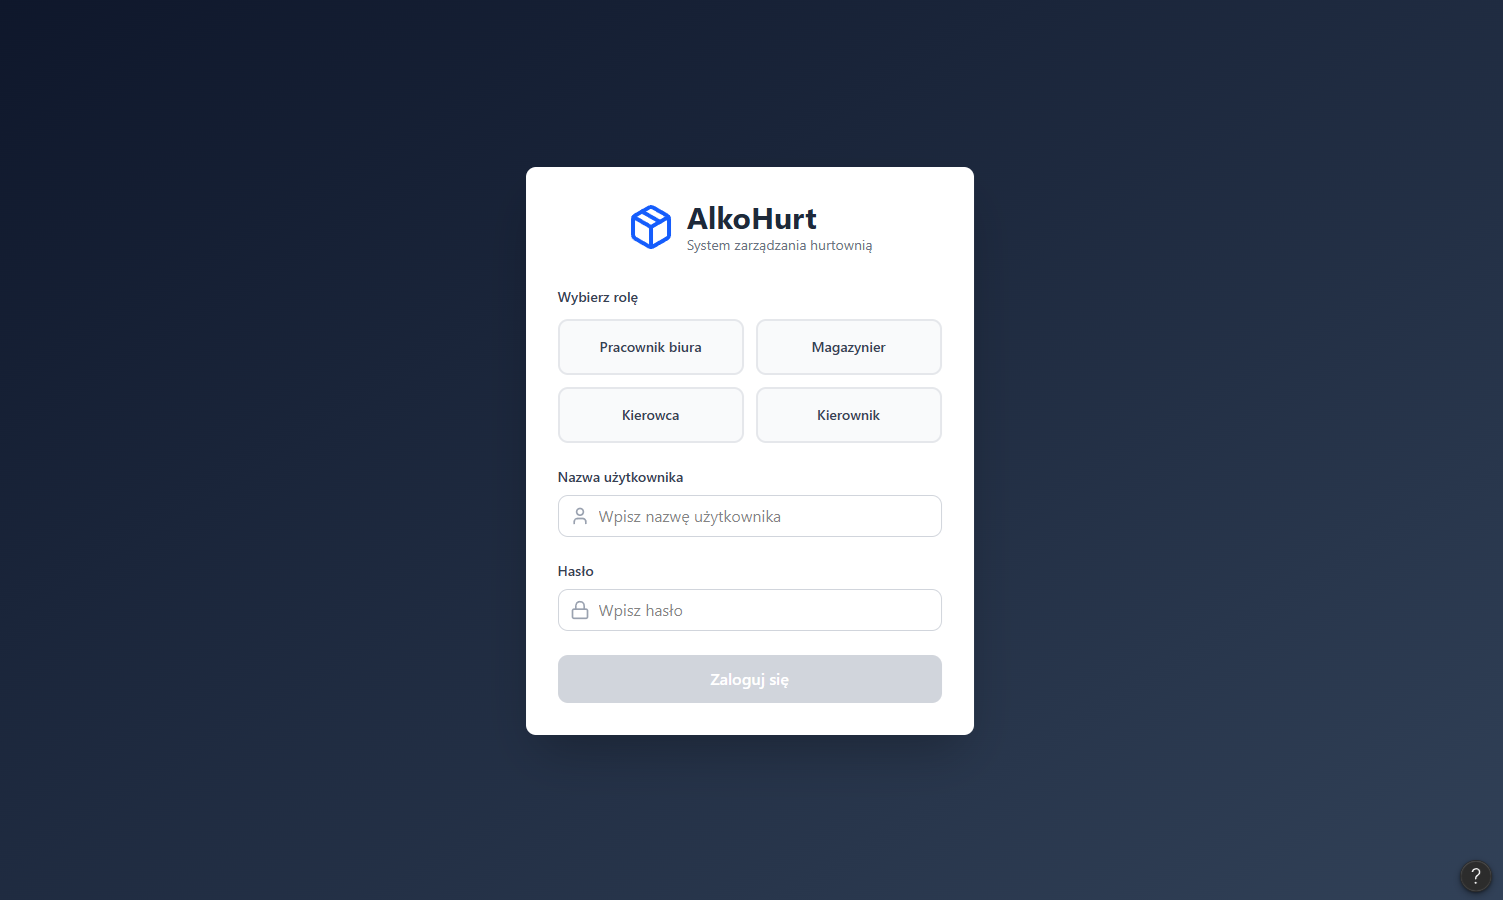 AlkoHurt
System zarządzania hurtownią
Wybierz rolę
Pracownik biura
Magazynier
Kierowca
Kierownik
Nazwa użytkownika
Wpisz nazwę użytkownika
Hasło
Wpisz hasło
Zaloguj się
?